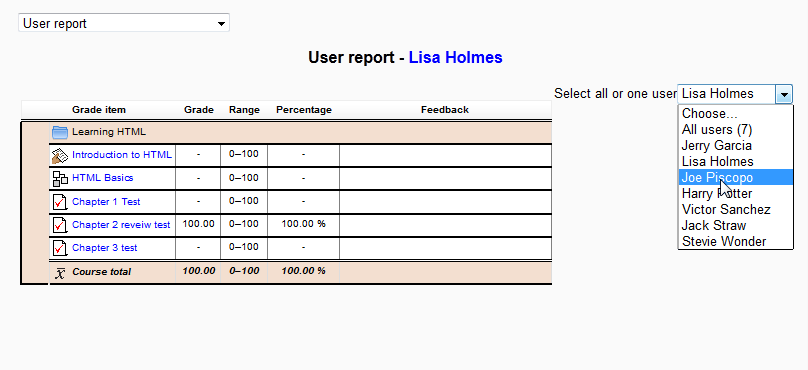 User report
User report - Lisa Holmes
Select all or one user Lisa Holmes
Choose...
All users (7)
Jerry Garcia
Lisa Holmes
Joe Piscopo
Harry Potter
Victor Sanchez
Jack Straw
Stevie Wonder
Grade item Grade Range Percentage Feedback
Learning HTML
Introduction to HTML - 0–100 -
HTML Basics - 0–100 -
Chapter 1 Test - 0–100 -
Chapter 2 reveiw test 100.00 0–100 100.00 %
Chapter 3 test - 0–100 -
x̅ Course total 100.00 0–100 100.00 %